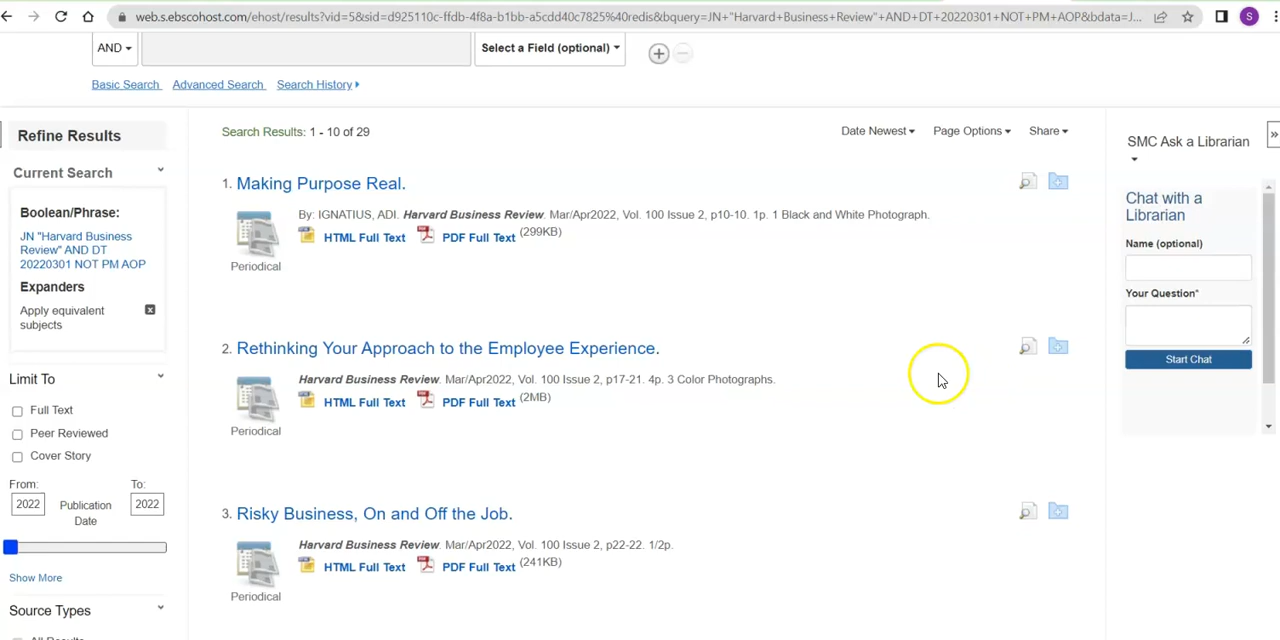 web.s.ebscohost.com/ehost/results?vid=5&sid=d925110c-ffdb-4f8a-b1bb-a5cdd40c7825%40redis&bquery=JN+"Harvard+Business+Review"+AND+DT+20220301+NOT+PM+AOP&bdata=J...
S
AND
Select a Field (optional)
Basic Search
Advanced Search
Search History
Refine Results
Current Search
Boolean/Phrase:
JN "Harvard Business
Review" AND DT
20220301 NOT PM AOP
Expanders
Apply equivalent
subjects
Limit To
Full Text
Peer Reviewed
Cover Story
From:
To:
2022
Publication
Date
2022
Show More
Source Types
All Results
Search Results: 1 - 10 of 29
Date Newest
Page Options
Share
1. Making Purpose Real.
By: IGNATIUS, ADI. Harvard Business Review. Mar/Apr2022, Vol. 100 Issue 2, p10-10. 1p. 1 Black and White Photograph.
HTML Full Text
PDF Full Text (299KB)
Periodical
2. Rethinking Your Approach to the Employee Experience.
Harvard Business Review. Mar/Apr2022, Vol. 100 Issue 2, p17-21. 4p. 3 Color Photographs.
HTML Full Text
PDF Full Text (2MB)
Periodical
3. Risky Business, On and Off the Job.
Harvard Business Review. Mar/Apr2022, Vol. 100 Issue 2, p22-22. 1/2p.
HTML Full Text
PDF Full Text (241KB)
Periodical
SMC Ask a Librarian
Chat with a
Librarian
Name (optional)
Your Question*
Start Chat